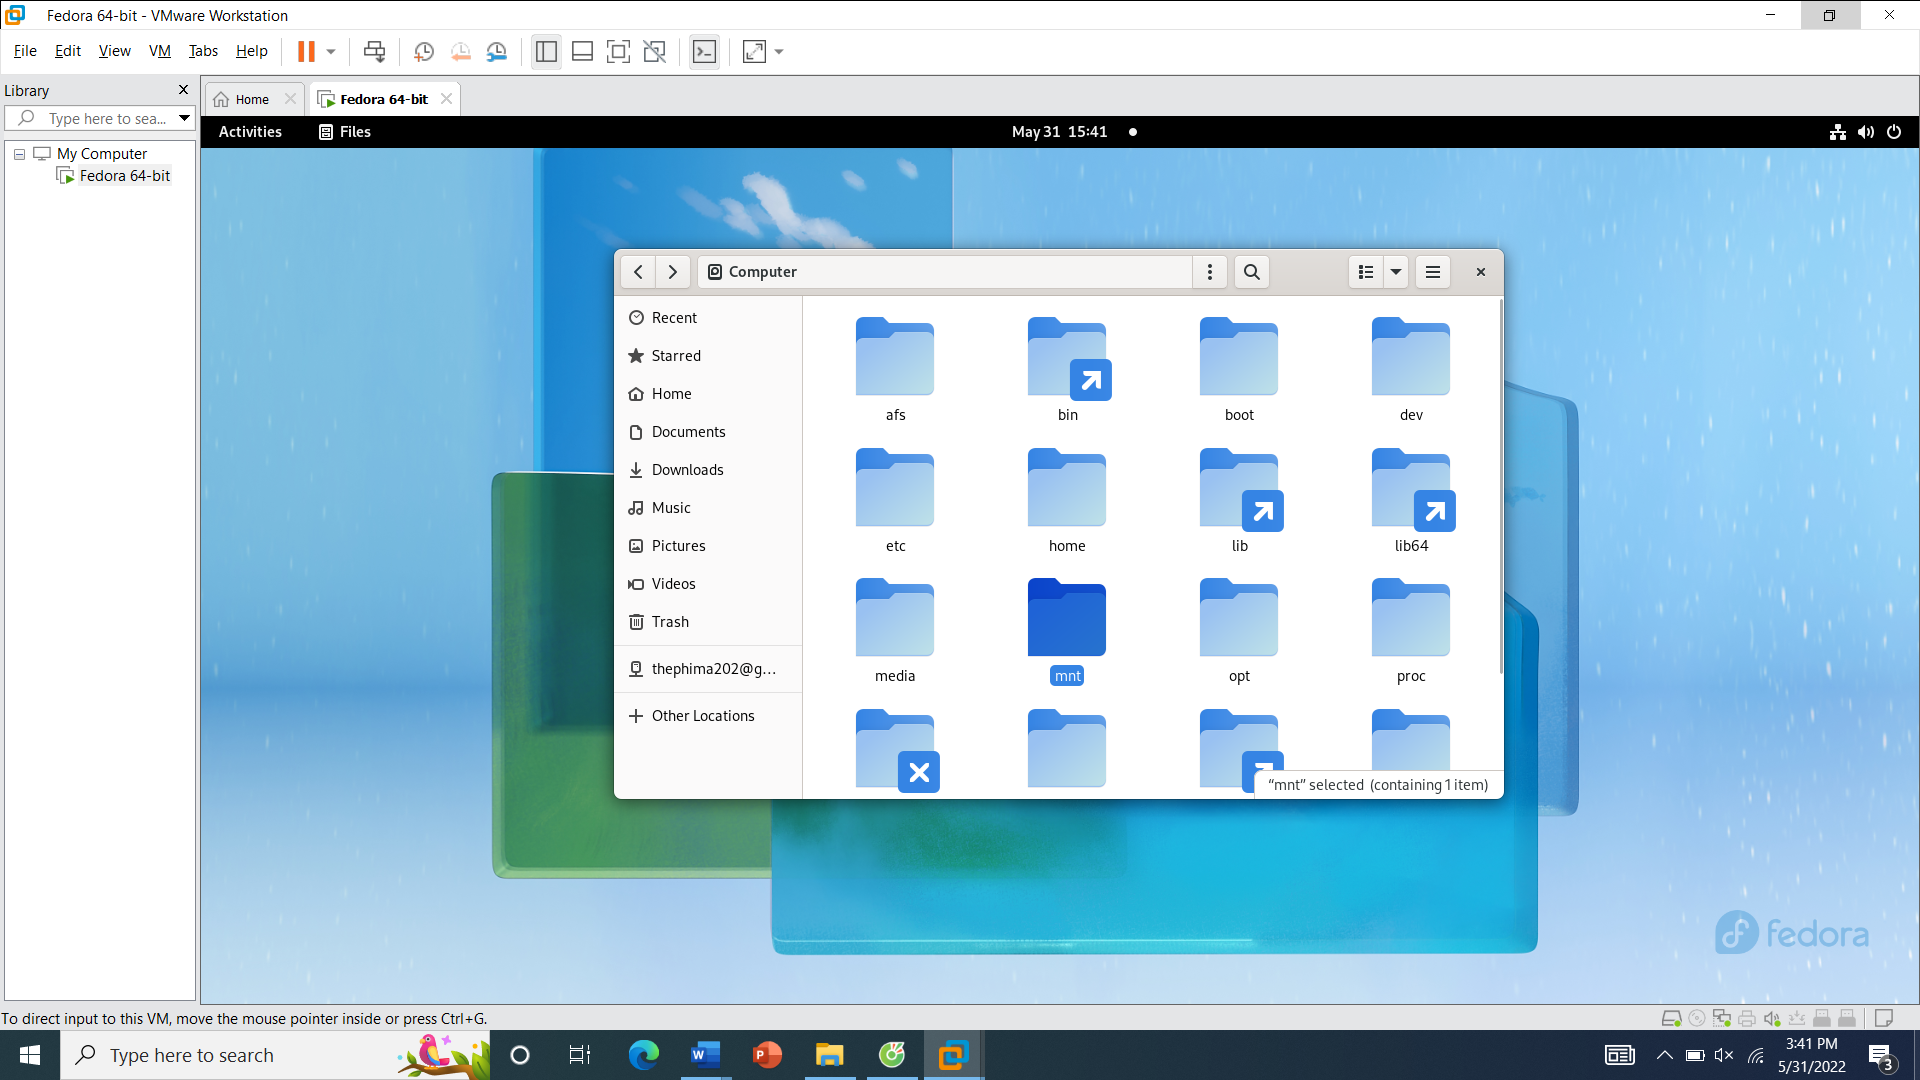 Fedora 64-bit - VMware Workstation
File Edit View VM Tabs Help
Library
Type here to sea...
My Computer
Fedora 64-bit
Home
Fedora 64-bit
Activities
Files
May 31 15:41
Computer
Recent
Starred
Home
Documents
Downloads
Music
Pictures
Videos
Trash
thephima202@g...
Other Locations
afs
bin
boot
dev
etc
home
lib
lib64
media
mnt
opt
proc
"mnt" selected (containing 1 item)
fedora
To direct input to this VM, move the mouse pointer inside or press Ctrl+G.
Type here to search
3:41 PM
5/31/2022
3